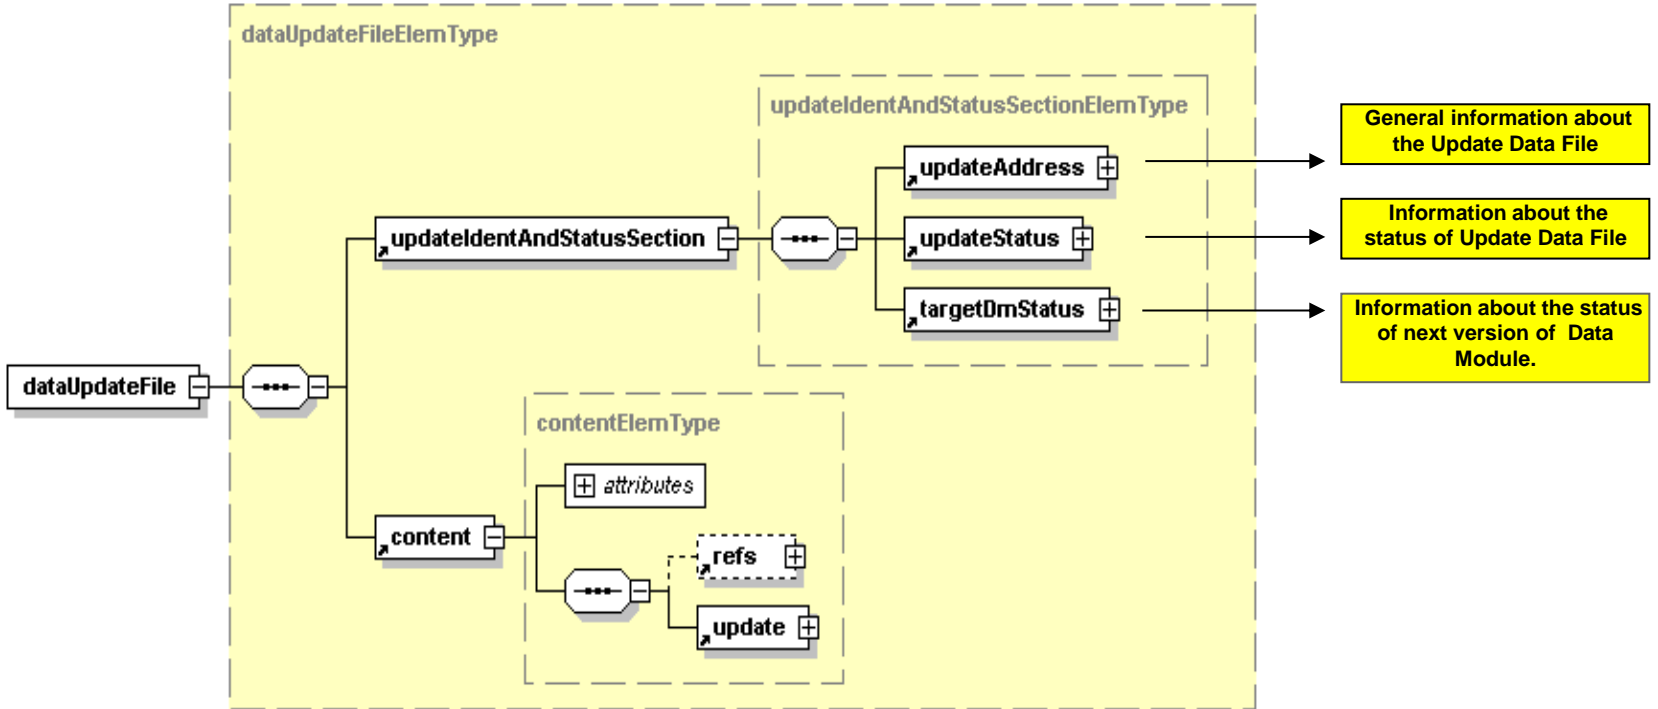 dataUpdateFileElemType
updateIdentAndStatusSectionElemType
updateAddress
General information about
the Update Data File
updateIdentAndStatusSection
updateStatus
Information about the
status of Update Data File
targetDmStatus
Information about the status
of next version of Data
Module.
dataUpdateFile
contentElemType
attributes
content
refs
update